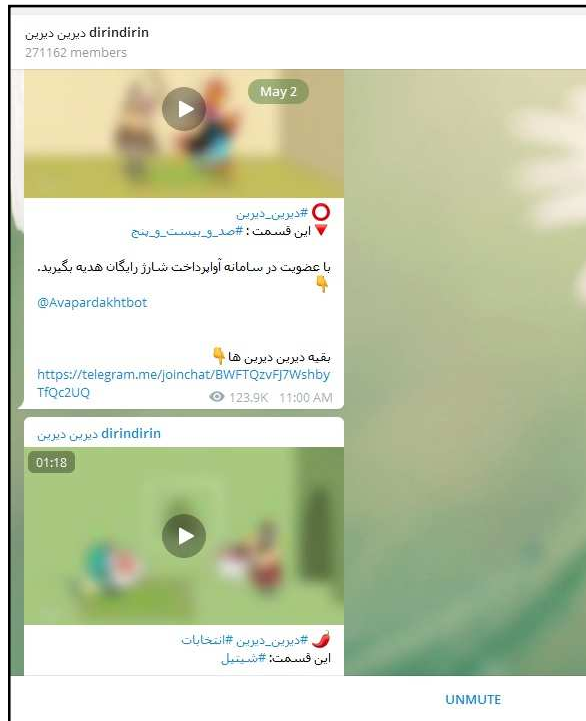 دیرین دیرین dirindirin
271162 members
May 2
#دیرین_دیرین
این قسمت : #صد_و_بیست_و_پنج
با عضویت در سامانه آواپرداخت شارژ رایگان هدیه بگیرید.
👇
@Avapardakhtbot
بقیه دیرین دیرین ها👇
https://telegram.me/joinchat/BWFTQzvFJ7Wshby
TfQc2UQ
123.9K 11:00 AM
دیرین دیرین dirindirin
01:18
#دیرین_دیرین #انتخابات
این قسمت: #شیتیل
UNMUTE